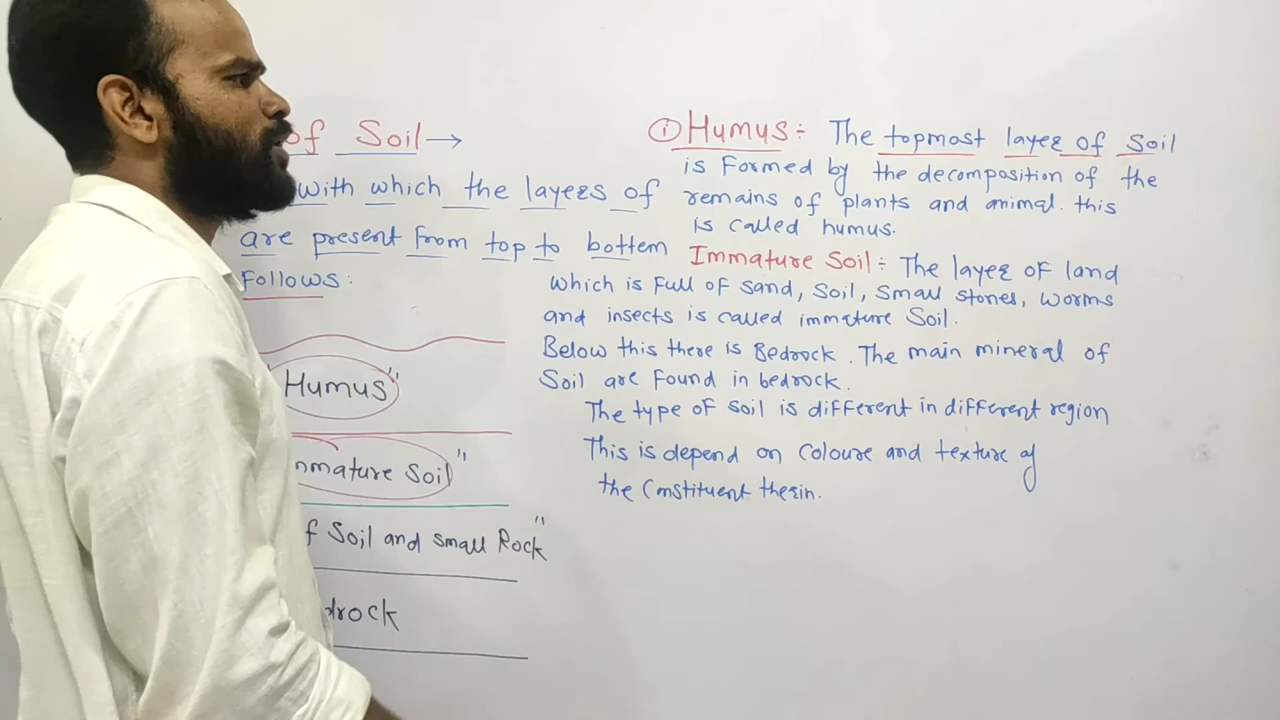 of Soil →
with which the layers of
are present from top to bottem
Follows:
Humus"
mmature Soil"
f Soil and small Rock"
drock
① Humus:- The topmost layer of Soil
is Formed by the decomposition of the
remains of plants and animal. this
is called humus.
Immature Soil:- The layer of land
which is full of sand, soil, small stones, worms
and insects is called immature Soil.
Below this there is Bedrock. The main mineral of
Soil are found in bedrock.
The type of soil is different in different region
This is depend on Coloure and texture of
the Constituent